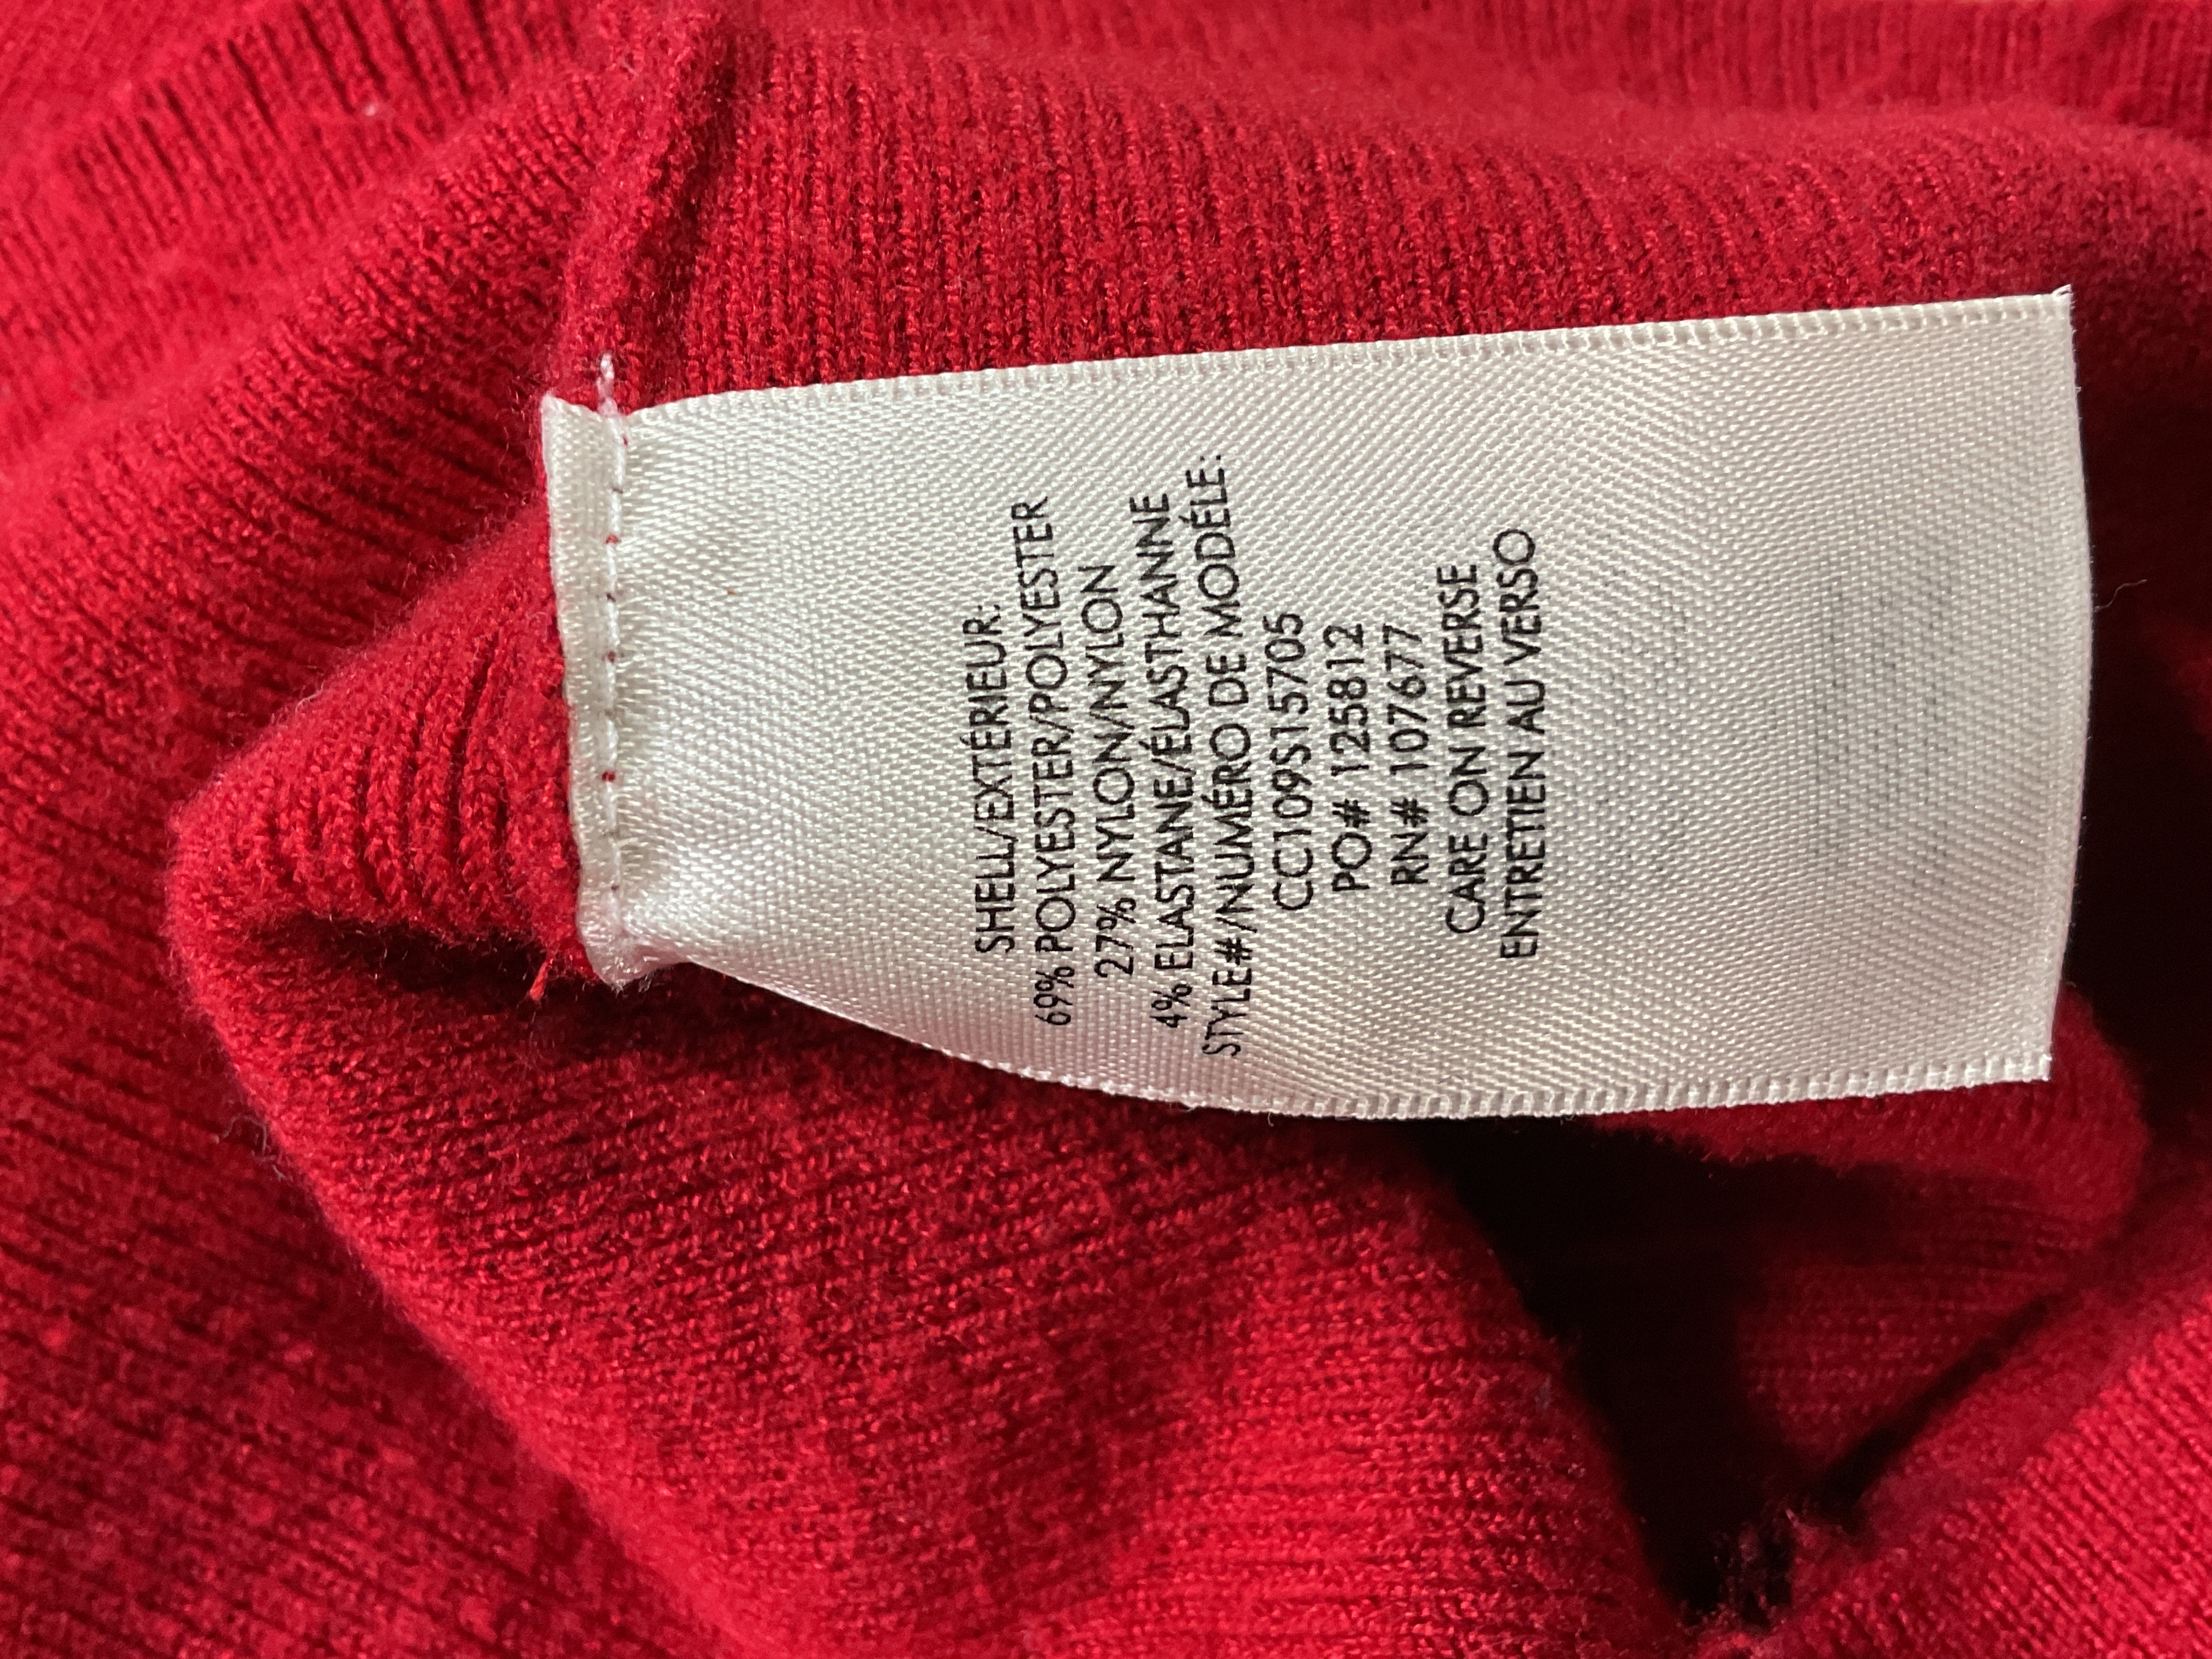 SHELL/EXTÉRIEUR:
69% POLYESTER/POLYESTER
27% NYLON/NYLON
4% ELASTANE/ÉLASTHANNE
STYLE#/NUMÉRO DE MODÉLE:
CC109S15705
PO# 125812
RN# 107677
CARE ON REVERSE
ENTRETIEN AU VERSO